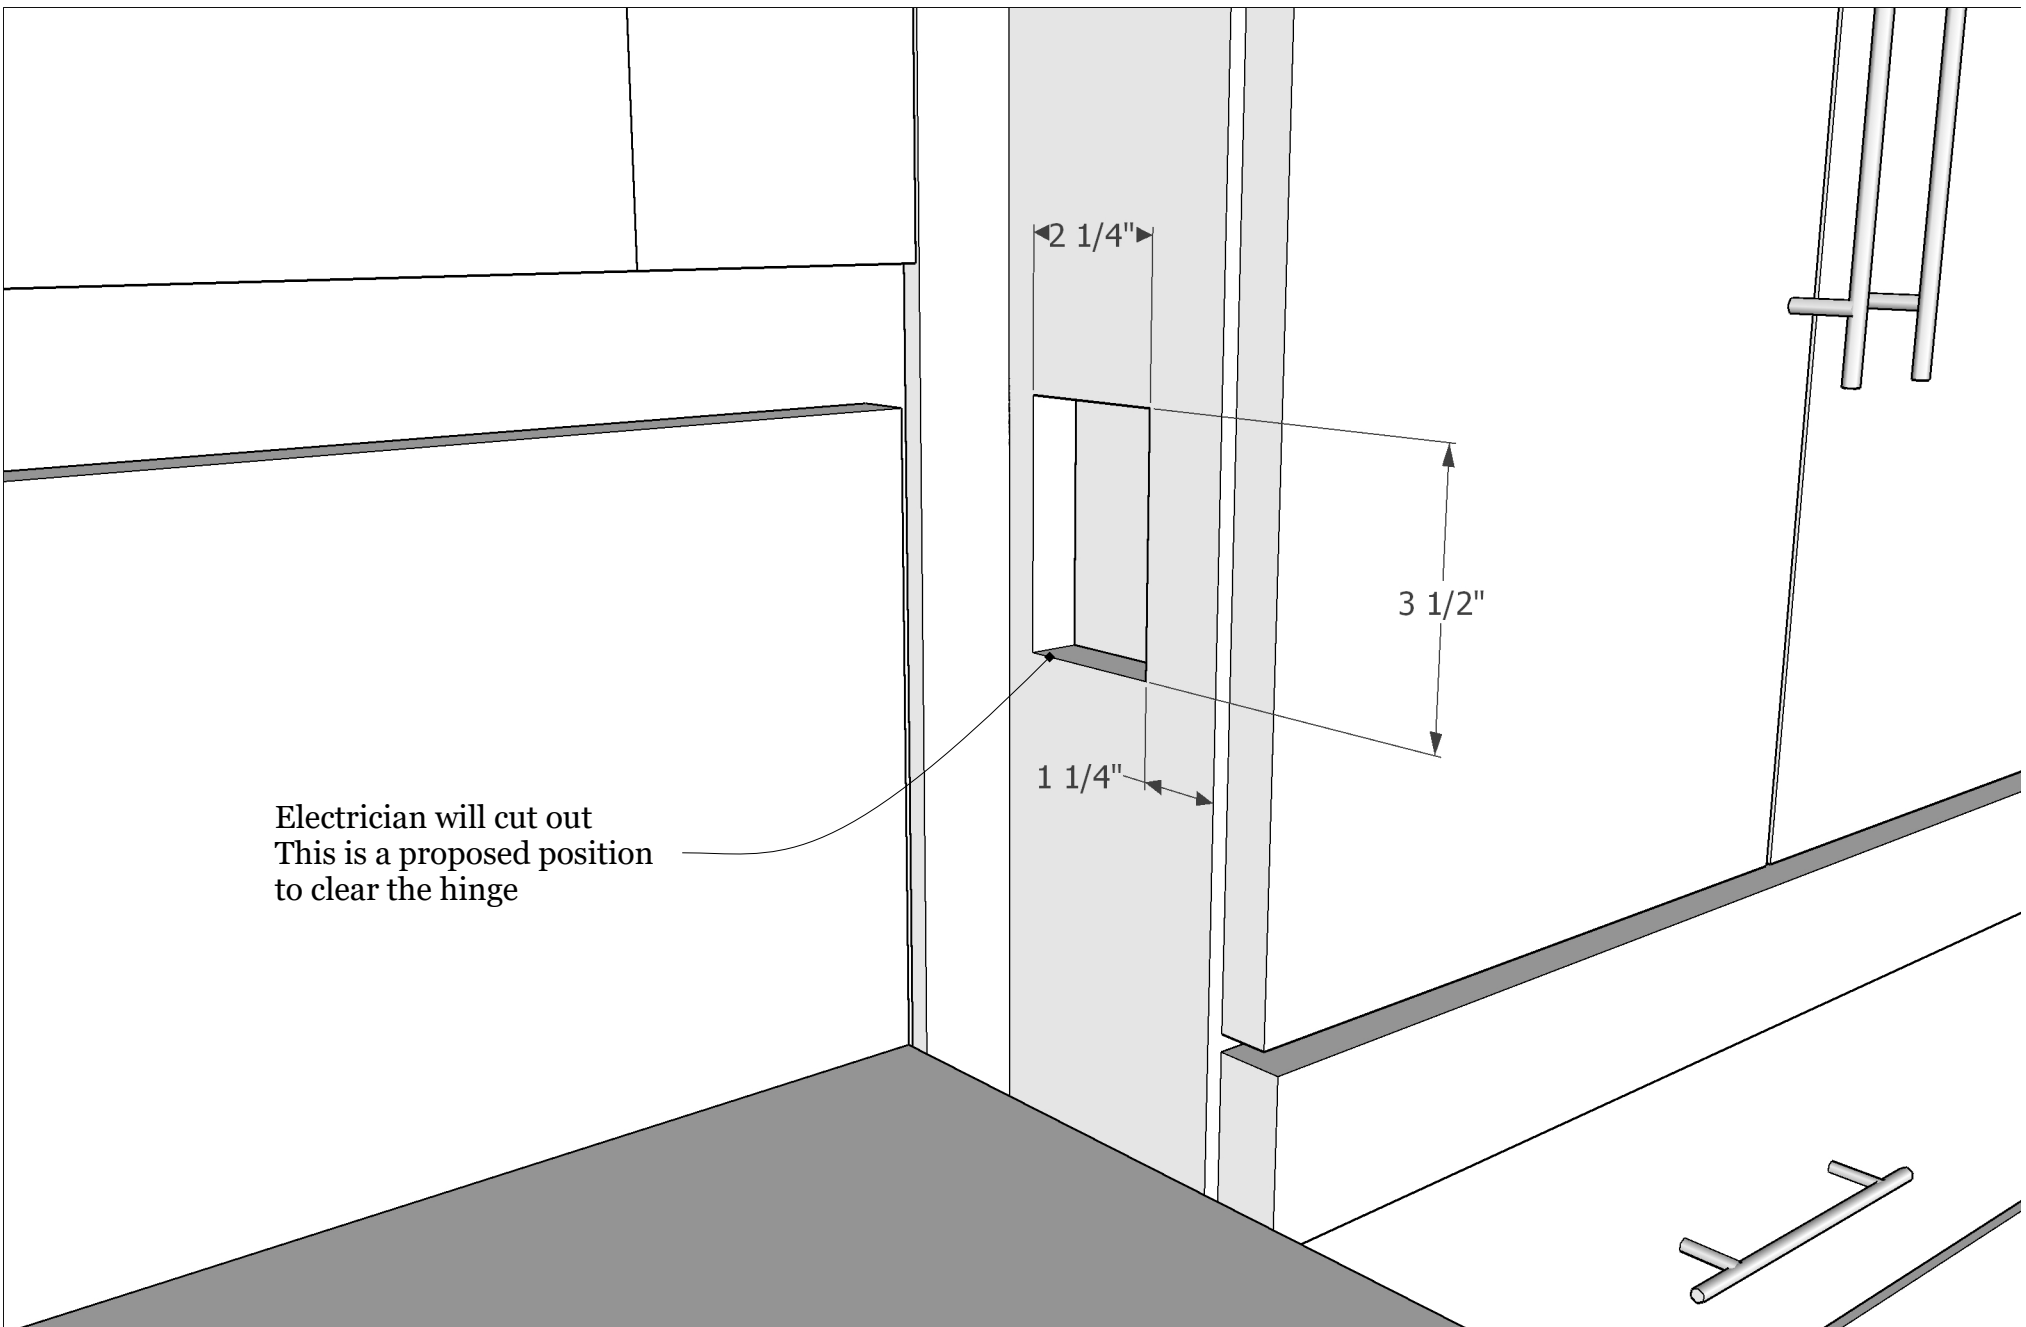 2 1/4"
3 1/2"
1 1/4"
Electrician will cut out
This is a proposed position
to clear the hinge